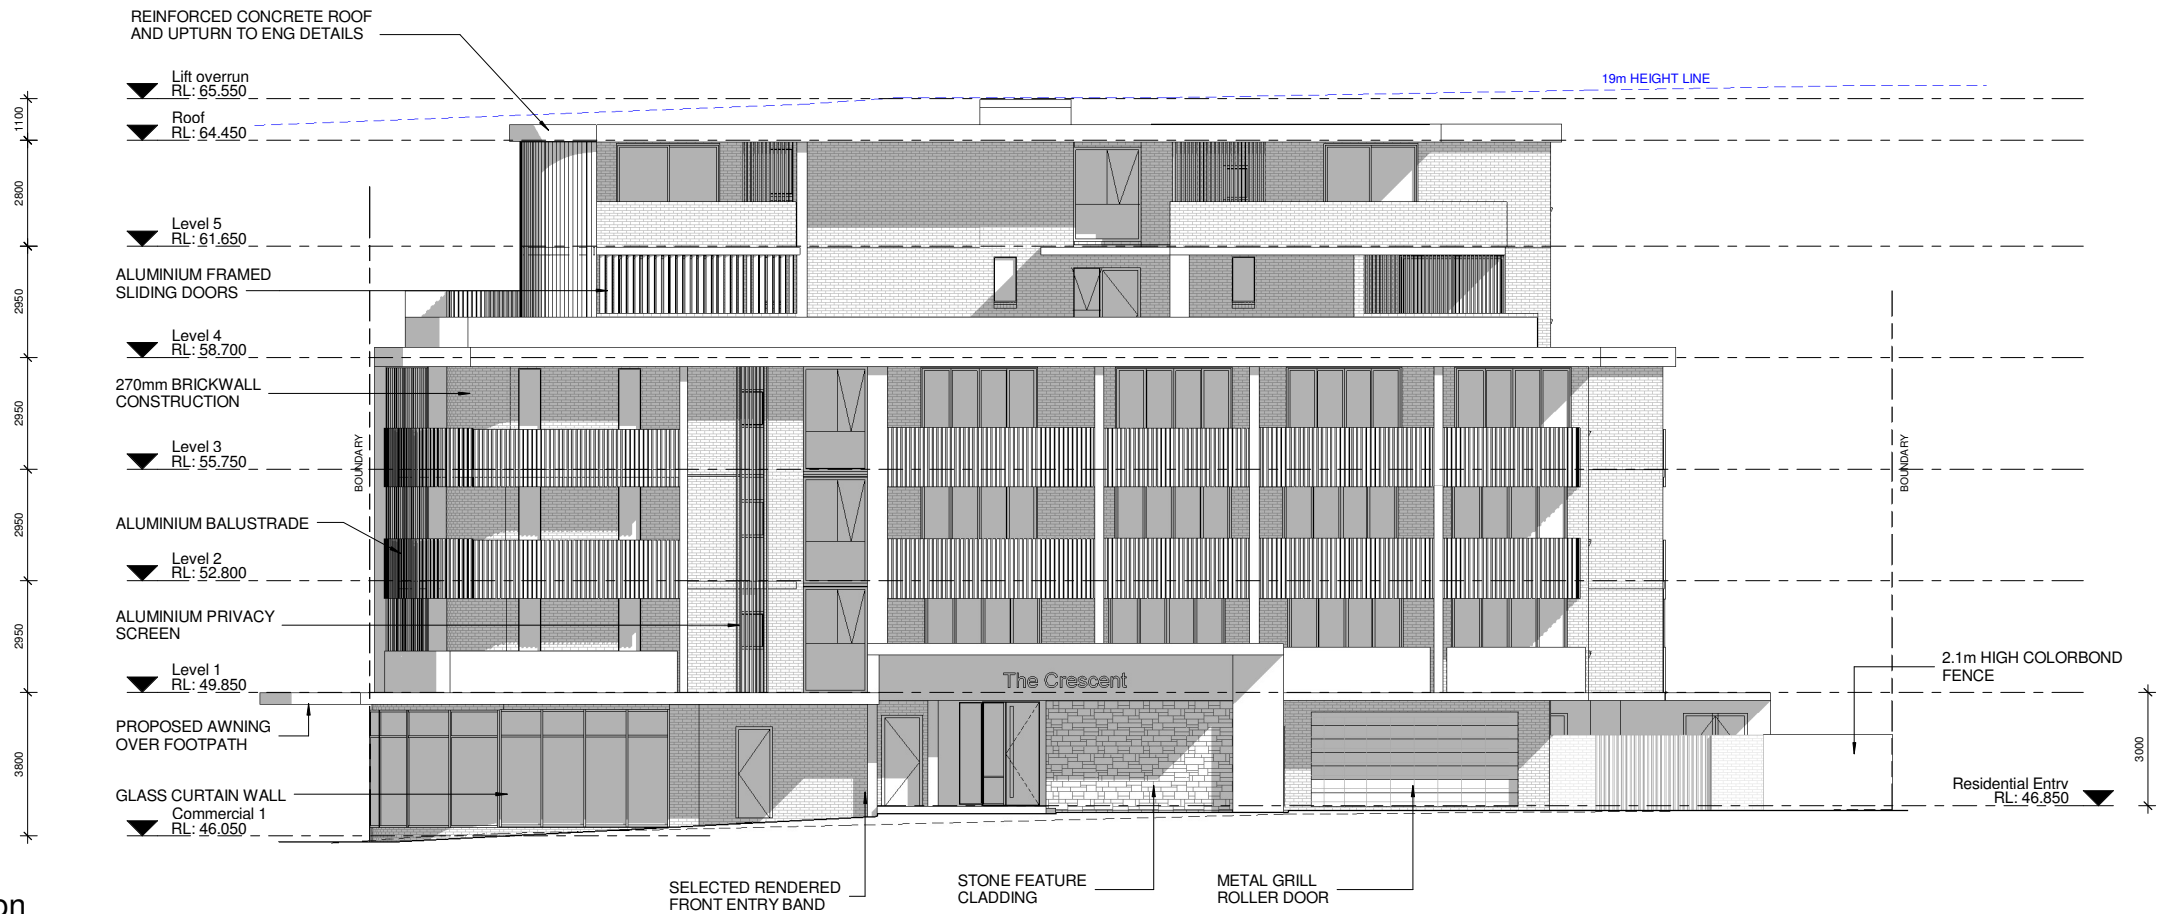 REINFORCED CONCRETE ROOF
AND UPTURN TO ENG DETAILS
Lift overrun
RL: 65.550
19m HEIGHT LINE
Roof
RL: 64.450
1100
2800
Level 5
RL: 61.650
ALUMINIUM FRAMED
SLIDING DOORS
2950
Level 4
RL: 58.700
270mm BRICKWALL
CONSTRUCTION
2950
BOUNDARY
BOUNDARY
Level 3
RL: 55.750
ALUMINIUM BALUSTRADE
2950
Level 2
RL: 52.800
ALUMINIUM PRIVACY
SCREEN
2950
Level 1
RL: 49.850
The Crescent
2.1m HIGH COLORBOND
FENCE
PROPOSED AWNING
OVER FOOTPATH
3800
3000
GLASS CURTAIN WALL
Commercial 1
RL: 46.050
Residential Entry
RL: 46.850
SELECTED RENDERED
FRONT ENTRY BAND
STONE FEATURE
CLADDING
METAL GRILL
ROLLER DOOR
on